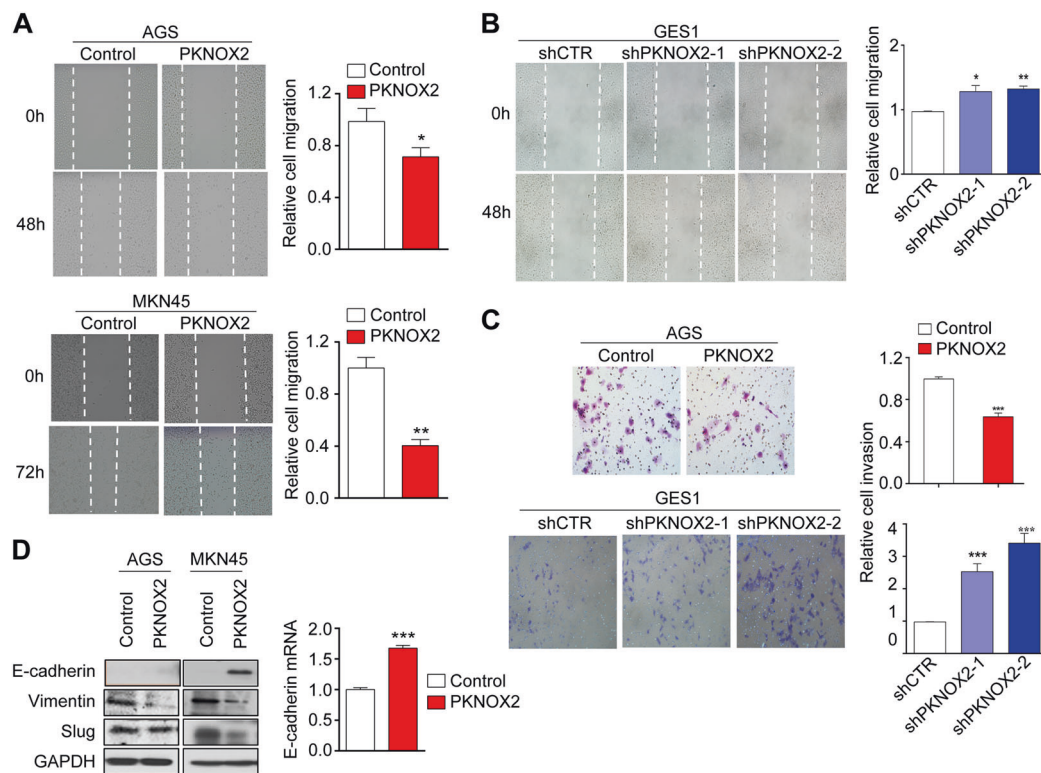 A
AGS
Control PKNOX2
0h
48h
Control
PKNOX2
Relative cell migration
1.2
0.8
0.4
0.0
*
MKN45
Control PKNOX2
0h
72h
Control
PKNOX2
Relative cell migration
1.2
0.8
0.4
0.0
**
B
GES1
shCTR shPKNOX2-1 shPKNOX2-2
0h
48h
Relative cell migration
2
1
0
* **
shCTR
shPKNOX2-1
shPKNOX2-2
C
AGS
Control PKNOX2
GES1
shCTR shPKNOX2-1 shPKNOX2-2
Control
PKNOX2
Relative cell invasion
1.2
0.8
0.4
0.0
***
4
3
2
1
0
*** ***
shCTR
shPKNOX2-1
shPKNOX2-2
D
AGS MKN45
Control PKNOX2 Control PKNOX2
E-cadherin
Vimentin
Slug
GAPDH
E-cadherin mRNA
2.0
1.5
1.0
0.5
0.0
***
Control
PKNOX2